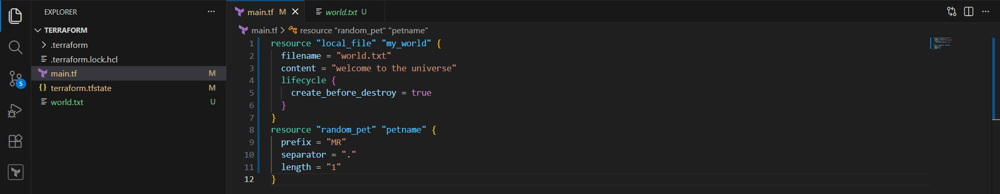 EXPLORER
TERRAFORM
.terraform
.terraform.lock.hcl
main.tf M
terraform.tfstate M
world.txt U
5
main.tf M
world.txt U
main.tf > resource "random_pet" "petname"
1 resource "local_file" "my_world" {
2 filename = "world.txt"
3 content = "welcome to the universe"
4 lifecycle {
5 create_before_destroy = true
6 }
7 }
8 resource "random_pet" "petname" {
9 prefix = "MR"
10 separator = "."
11 length = "1"
12 }